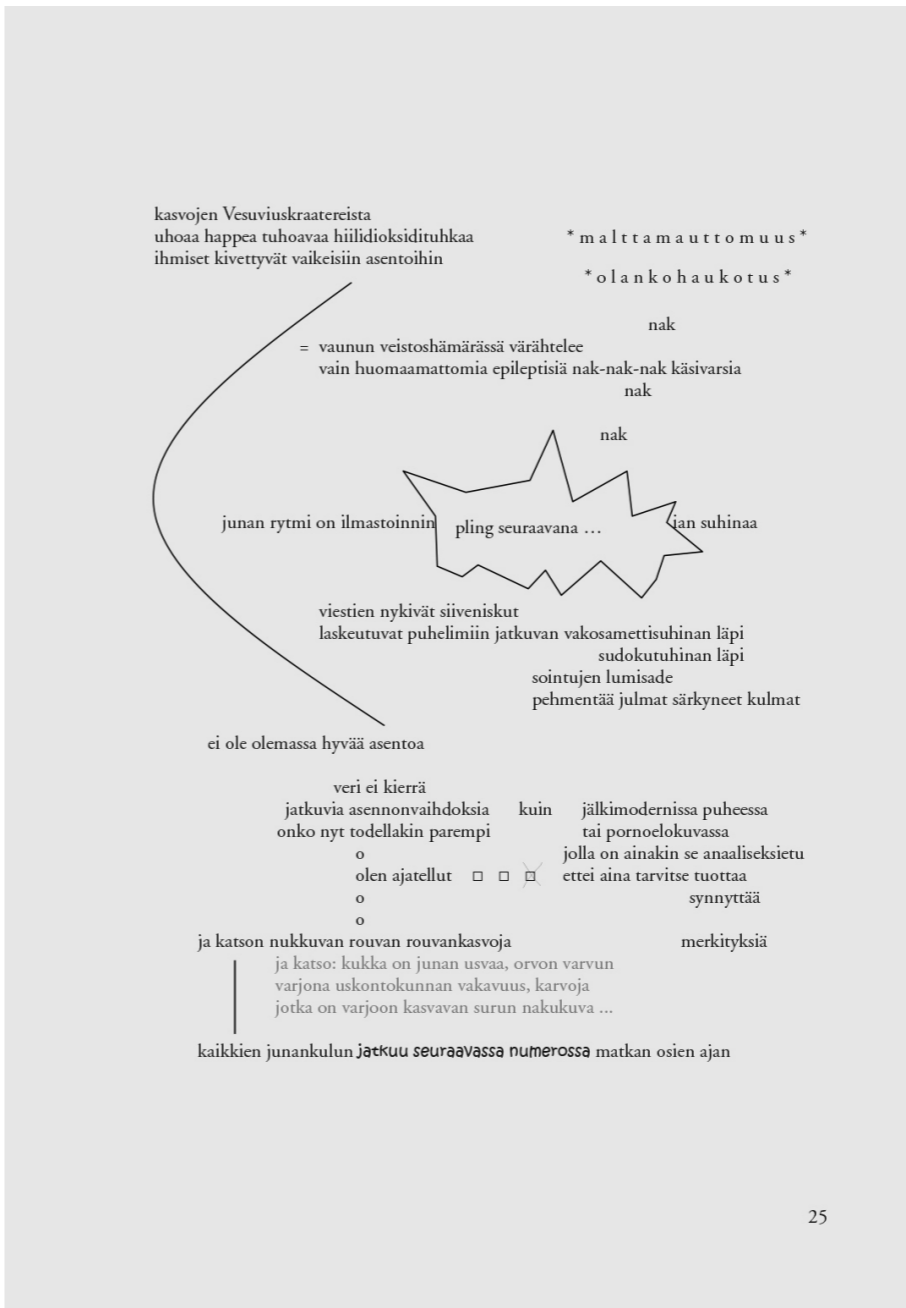 kasvojen Vesuviuskraatereista
uhoaa happea tuhoavaa hiilidioksidituhkaa
* m a l t t a m a u t t o m u u s *
ihmiset kivettyvät vaikeisiin asentoihin
* o l a n k o h a u k o t u s *
nak
= vaunun veistoshämärässä värähtelee
vain huomaamattomia epileptisiä nak-nak-nak käsivarsia
nak
nak
junan rytmi on ilmastoinnin pling seuraavana … ian suhinaa
viestien nykivät siiveniskut
laskeutuvat puhelimiin jatkuvan vakosamettisuhinan läpi
sudokutuhinan läpi
sointujen lumisade
pehmentää julmat särkyneet kulmat
ei ole olemassa hyvää asentoa
veri ei kierrä
jatkuvia asennonvaihdoksia kuin jälkimodernissa puheessa
onko nyt todellakin parempi tai pornoelokuvassa
o jolla on ainakin se anaaliseksietu
olen ajatellut □ □ □ ettei aina tarvitse tuottaa
o synnyttää
o
ja katson nukkuvan rouvan rouvankasvoja merkityksiä
ja katso: kukka on junan usvaa, orvon varvun
varjona uskontokunnan vakavuus, karvoja
jotka on varjoon kasvavan surun nakukuva ...
kaikkien junankulun jatkuu seuraavassa numerossa matkan osien ajan
25